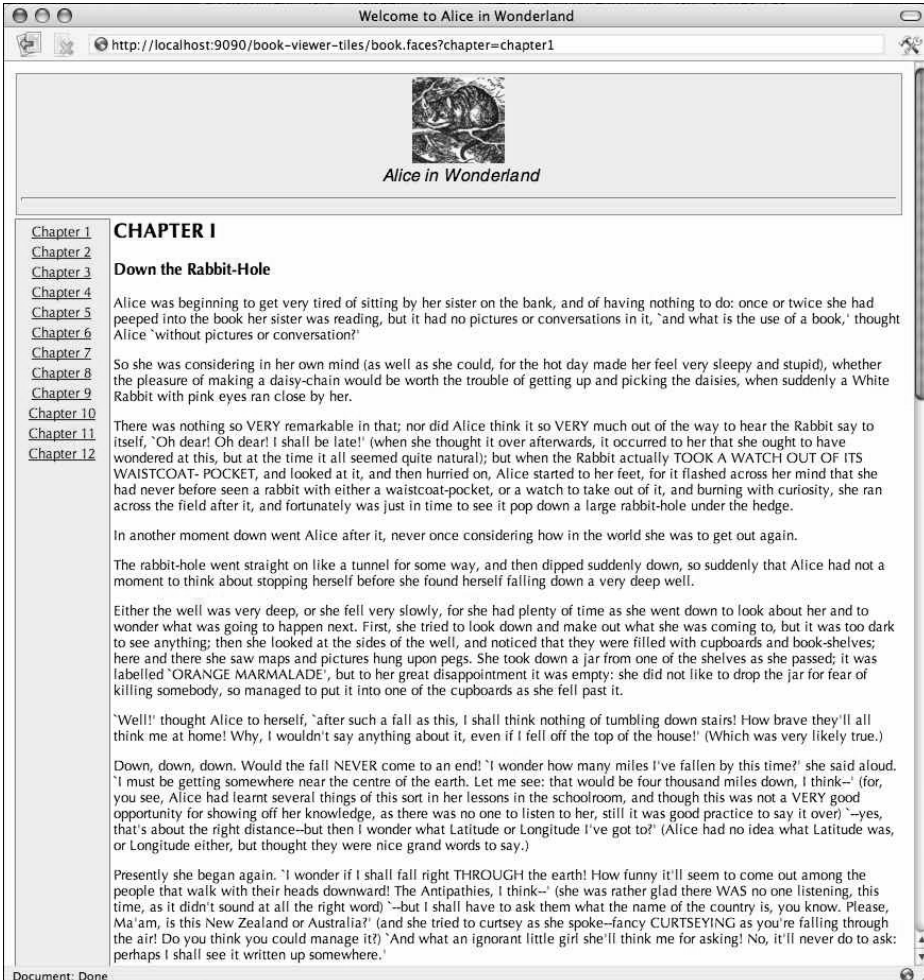 Welcome to Alice in Wonderland
http://localhost:9090/book-viewer-tiles/book.faces?chapter=chapter1
Alice in Wonderland
Chapter 1
Chapter 2
Chapter 3
Chapter 4
Chapter 5
Chapter 6
Chapter 7
Chapter 8
Chapter 9
Chapter 10
Chapter 11
Chapter 12
CHAPTER I
Down the Rabbit-Hole
Alice was beginning to get very tired of sitting by her sister on the bank, and of having nothing to do: once or twice she had
peeped into the book her sister was reading, but it had no pictures or conversations in it, `and what is the use of a book,' thought
Alice `without pictures or conversation?'
So she was considering in her own mind (as well as she could, for the hot day made her feel very sleepy and stupid), whether
the pleasure of making a daisy-chain would be worth the trouble of getting up and picking the daisies, when suddenly a White
Rabbit with pink eyes ran close by her.
There was nothing so VERY remarkable in that; nor did Alice think it so VERY much out of the way to hear the Rabbit say to
itself, `Oh dear! Oh dear! I shall be late!' (when she thought it over afterwards, it occurred to her that she ought to have
wondered at this, but at the time it all seemed quite natural); but when the Rabbit actually TOOK A WATCH OUT OF ITS
WAISTCOAT- POCKET, and looked at it, and then hurried on, Alice started to her feet, for it flashed across her mind that she
had never before seen a rabbit with either a waistcoat-pocket, or a watch to take out of it, and burning with curiosity, she ran
across the field after it, and fortunately was just in time to see it pop down a large rabbit-hole under the hedge.
In another moment down went Alice after it, never once considering how in the world she was to get out again.
The rabbit-hole went straight on like a tunnel for some way, and then dipped suddenly down, so suddenly that Alice had not a
moment to think about stopping herself before she found herself falling down a very deep well.
Either the well was very deep, or she fell very slowly, for she had plenty of time as she went down to look about her and to
wonder what was going to happen next. First, she tried to look down and make out what she was coming to, but it was too dark
to see anything; then she looked at the sides of the well, and noticed that they were filled with cupboards and book-shelves;
here and there she saw maps and pictures hung upon pegs. She took down a jar from one of the shelves as she passed; it was
labelled `ORANGE MARMALADE', but to her great disappointment it was empty: she did not like to drop the jar for fear of
killing somebody, so managed to put it into one of the cupboards as she fell past it.
`Well!' thought Alice to herself, `after such a fall as this, I shall think nothing of tumbling down stairs! How brave they'll all
think me at home! Why, I wouldn't say anything about it, even if I fell off the top of the house!' (Which was very likely true.)
Down, down, down. Would the fall NEVER come to an end! `I wonder how many miles I've fallen by this time?' she said aloud.
`I must be getting somewhere near the centre of the earth. Let me see: that would be four thousand miles down, I think--' (for,
you see, Alice had learnt several things of this sort in her lessons in the schoolroom, and though this was not a VERY good
opportunity for showing off her knowledge, as there was no one to listen to her, still it was good practice to say it over) `--yes,
that's about the right distance--but then I wonder what Latitude or Longitude I've got to?' (Alice had no idea what Latitude was,
or Longitude either, but thought they were nice grand words to say.)
Presently she began again. `I wonder if I shall fall right THROUGH the earth! How funny it'll seem to come out among the
people that walk with their heads downward! The Antipathies, I think--' (she was rather glad there WAS no one listening, this
time, as it didn't sound at all the right word) `--but I shall have to ask them what the name of the country is, you know. Please,
Ma'am, is this New Zealand or Australia?' (and she tried to curtsey as she spoke--fancy CURTSEYING as you're falling through
the air! Do you think you could manage it?) `And what an ignorant little girl she'll think me for asking! No, it'll never do to ask:
perhaps I shall see it written up somewhere.'
Document: Done